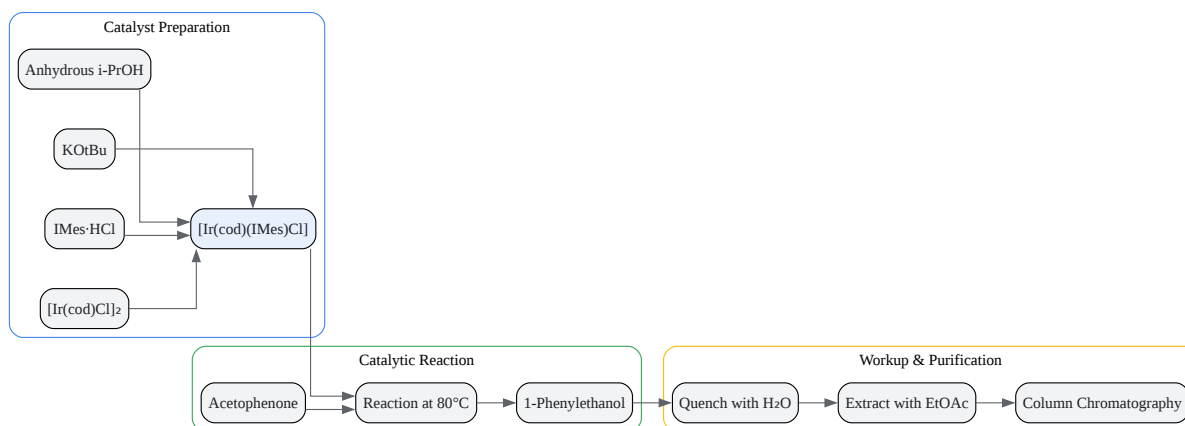 Catalyst Preparation
Anhydrous i-PrOH
KOtBu
IMes·HCl
[Ir(cod)(IMes)Cl]
[Ir(cod)Cl]₂
Catalytic Reaction
Workup & Purification
Acetophenone
Reaction at 80°C
1-Phenylethanol
Quench with H₂O
Extract with EtOAc
Column Chromatography